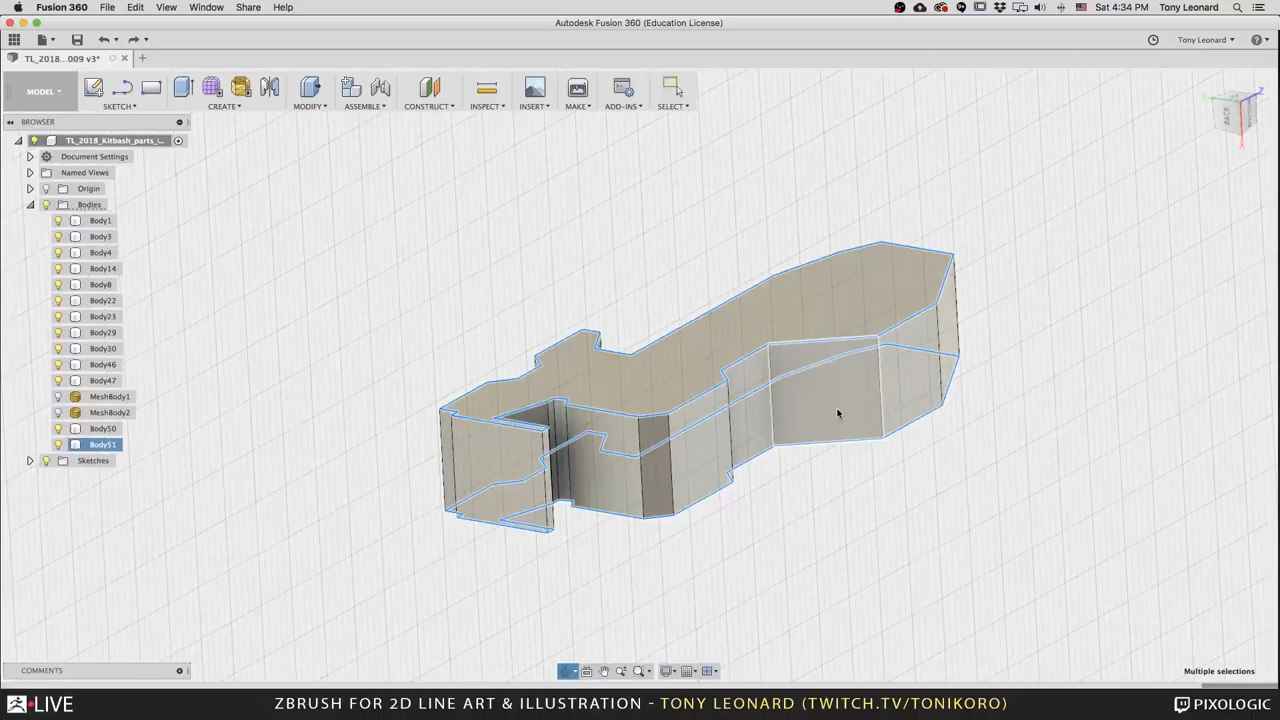 Fusion 360 File Edit View Window Share Help Sat 4:34 PM Tony Leonard
Autodesk Fusion 360 (Education License)
Tony Leonard
TL_2018...009 v3*
MODEL
SKETCH CREATE MODIFY ASSEMBLE CONSTRUCT INSPECT INSERT MAKE ADD-INS SELECT
BROWSER
TL_2018_Kitbash_parts_...
Document Settings
Named Views
Origin
Bodies
Body1
Body3
Body4
Body14
Body8
Body22
Body23
Body29
Body30
Body46
Body47
MeshBody1
MeshBody2
Body50
Body51
Sketches
BACK
Z
X
COMMENTS
Multiple selections
LIVE
ZBRUSH FOR 2D LINE ART & ILLUSTRATION - TONY LEONARD (TWITCH.TV/TONIKORO)
PIXOLOGIC